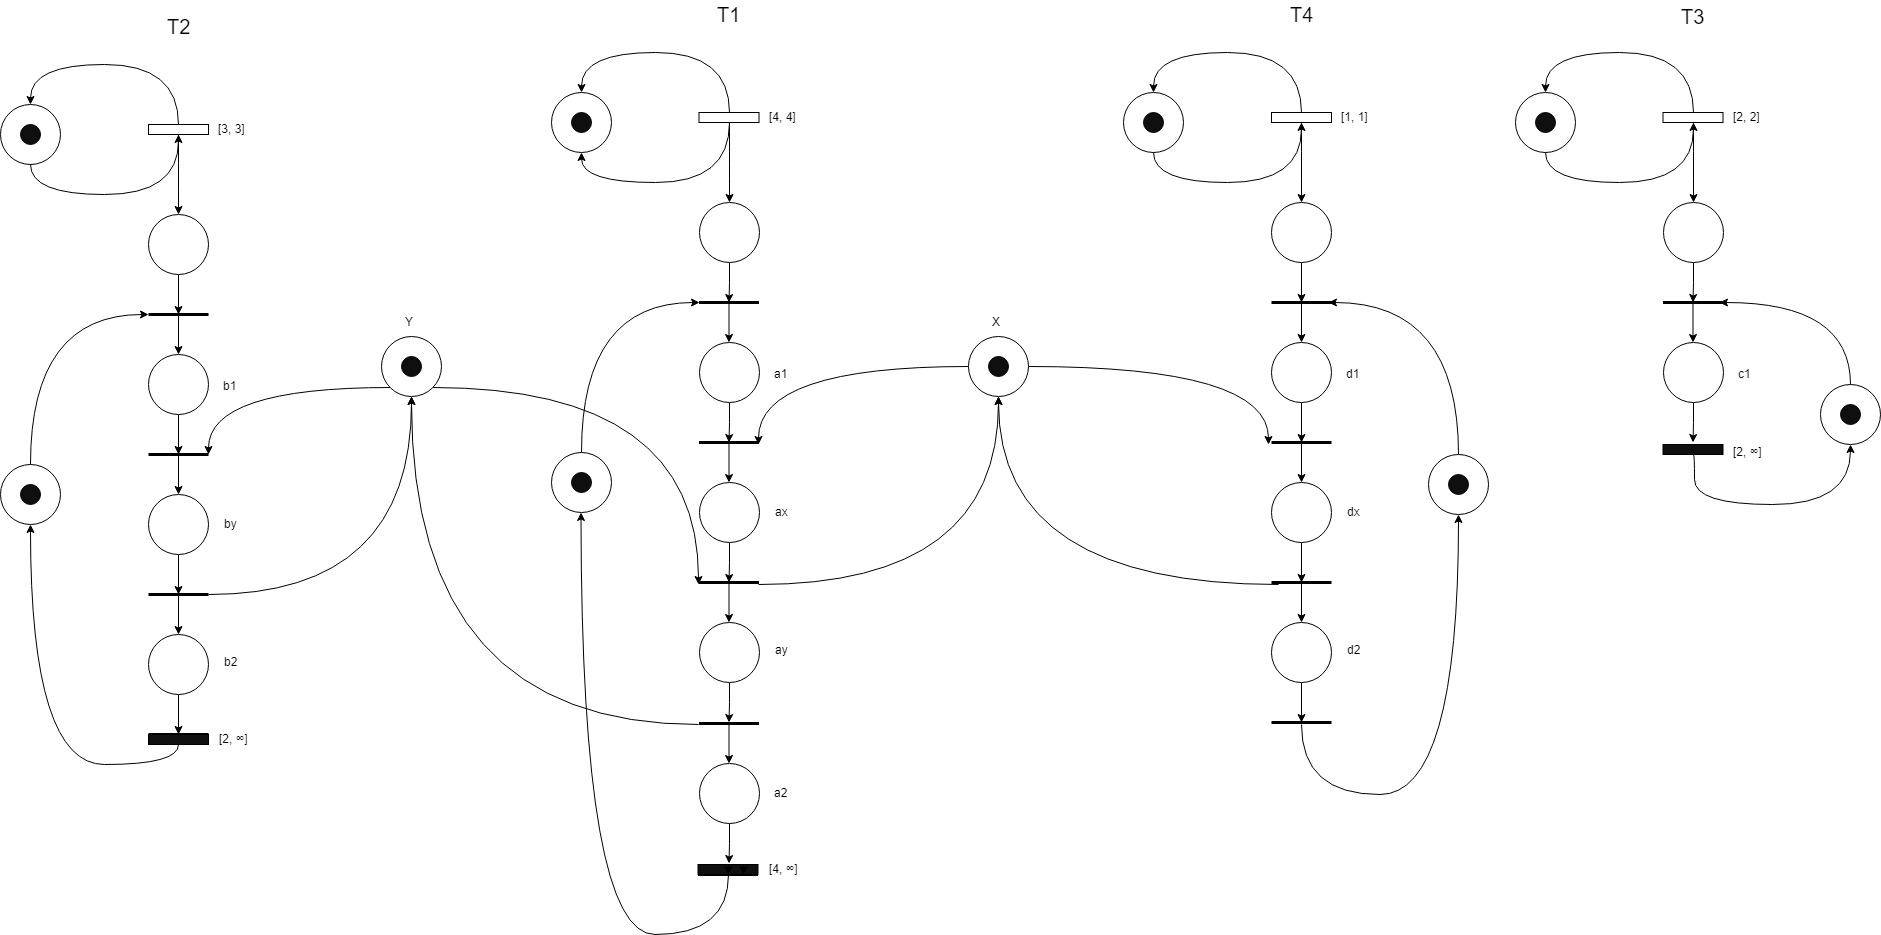 T2
T1
T4
T3
[3, 3]
[4, 4]
[1, 1]
[2, 2]
Y
X
b1
a1
d1
c1
[2, ∞]
by
ax
dx
b2
ay
d2
[2, ∞]
a2
[4, ∞]